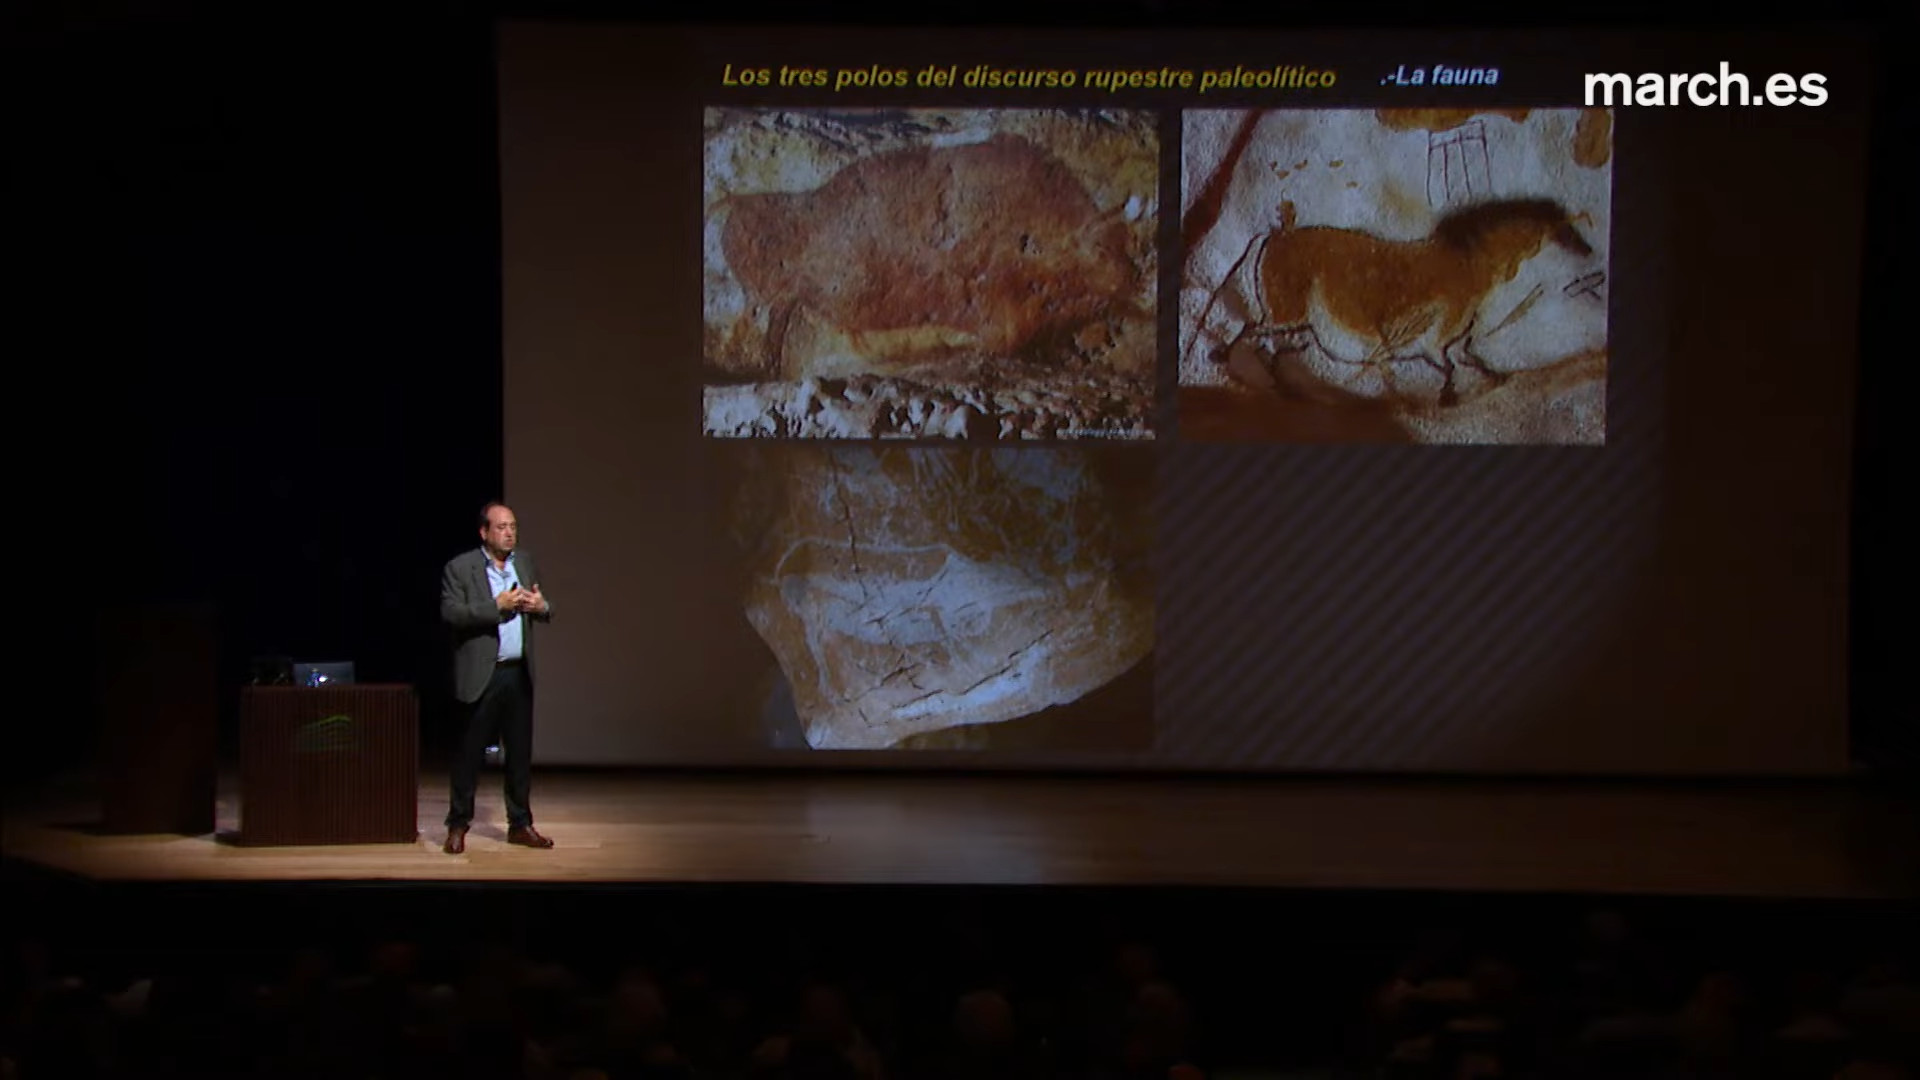 Los tres polos del discurso rupestre paleolítico .-La fauna
march.es